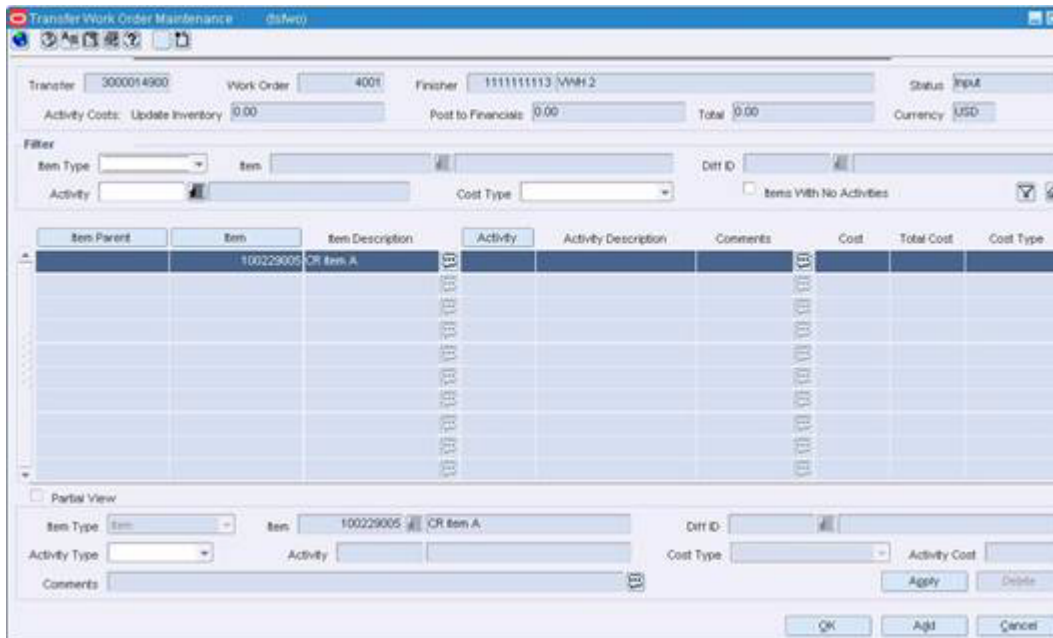 Transfer Work Order Maintenance (tsfwo)
Transfer 3000014900 Work Order 4001 Finisher 1111111113 VWH 2 Status Input
Activity Costs: Update Inventory 0.00 Post to Financials 0.00 Total 0.00 Currency USD
Filter
Item Type Item Diff ID
Activity Cost Type Items With No Activities
Item Parent Item Item Description Activity Activity Description Comments Cost Total Cost Cost Type
100229005 CR Item A
Partial View
Item Type Item Item 100229005 CR Item A Diff ID
Activity Type Activity Cost Type Activity Cost
Comments Apply Delete
OK Add Cancel